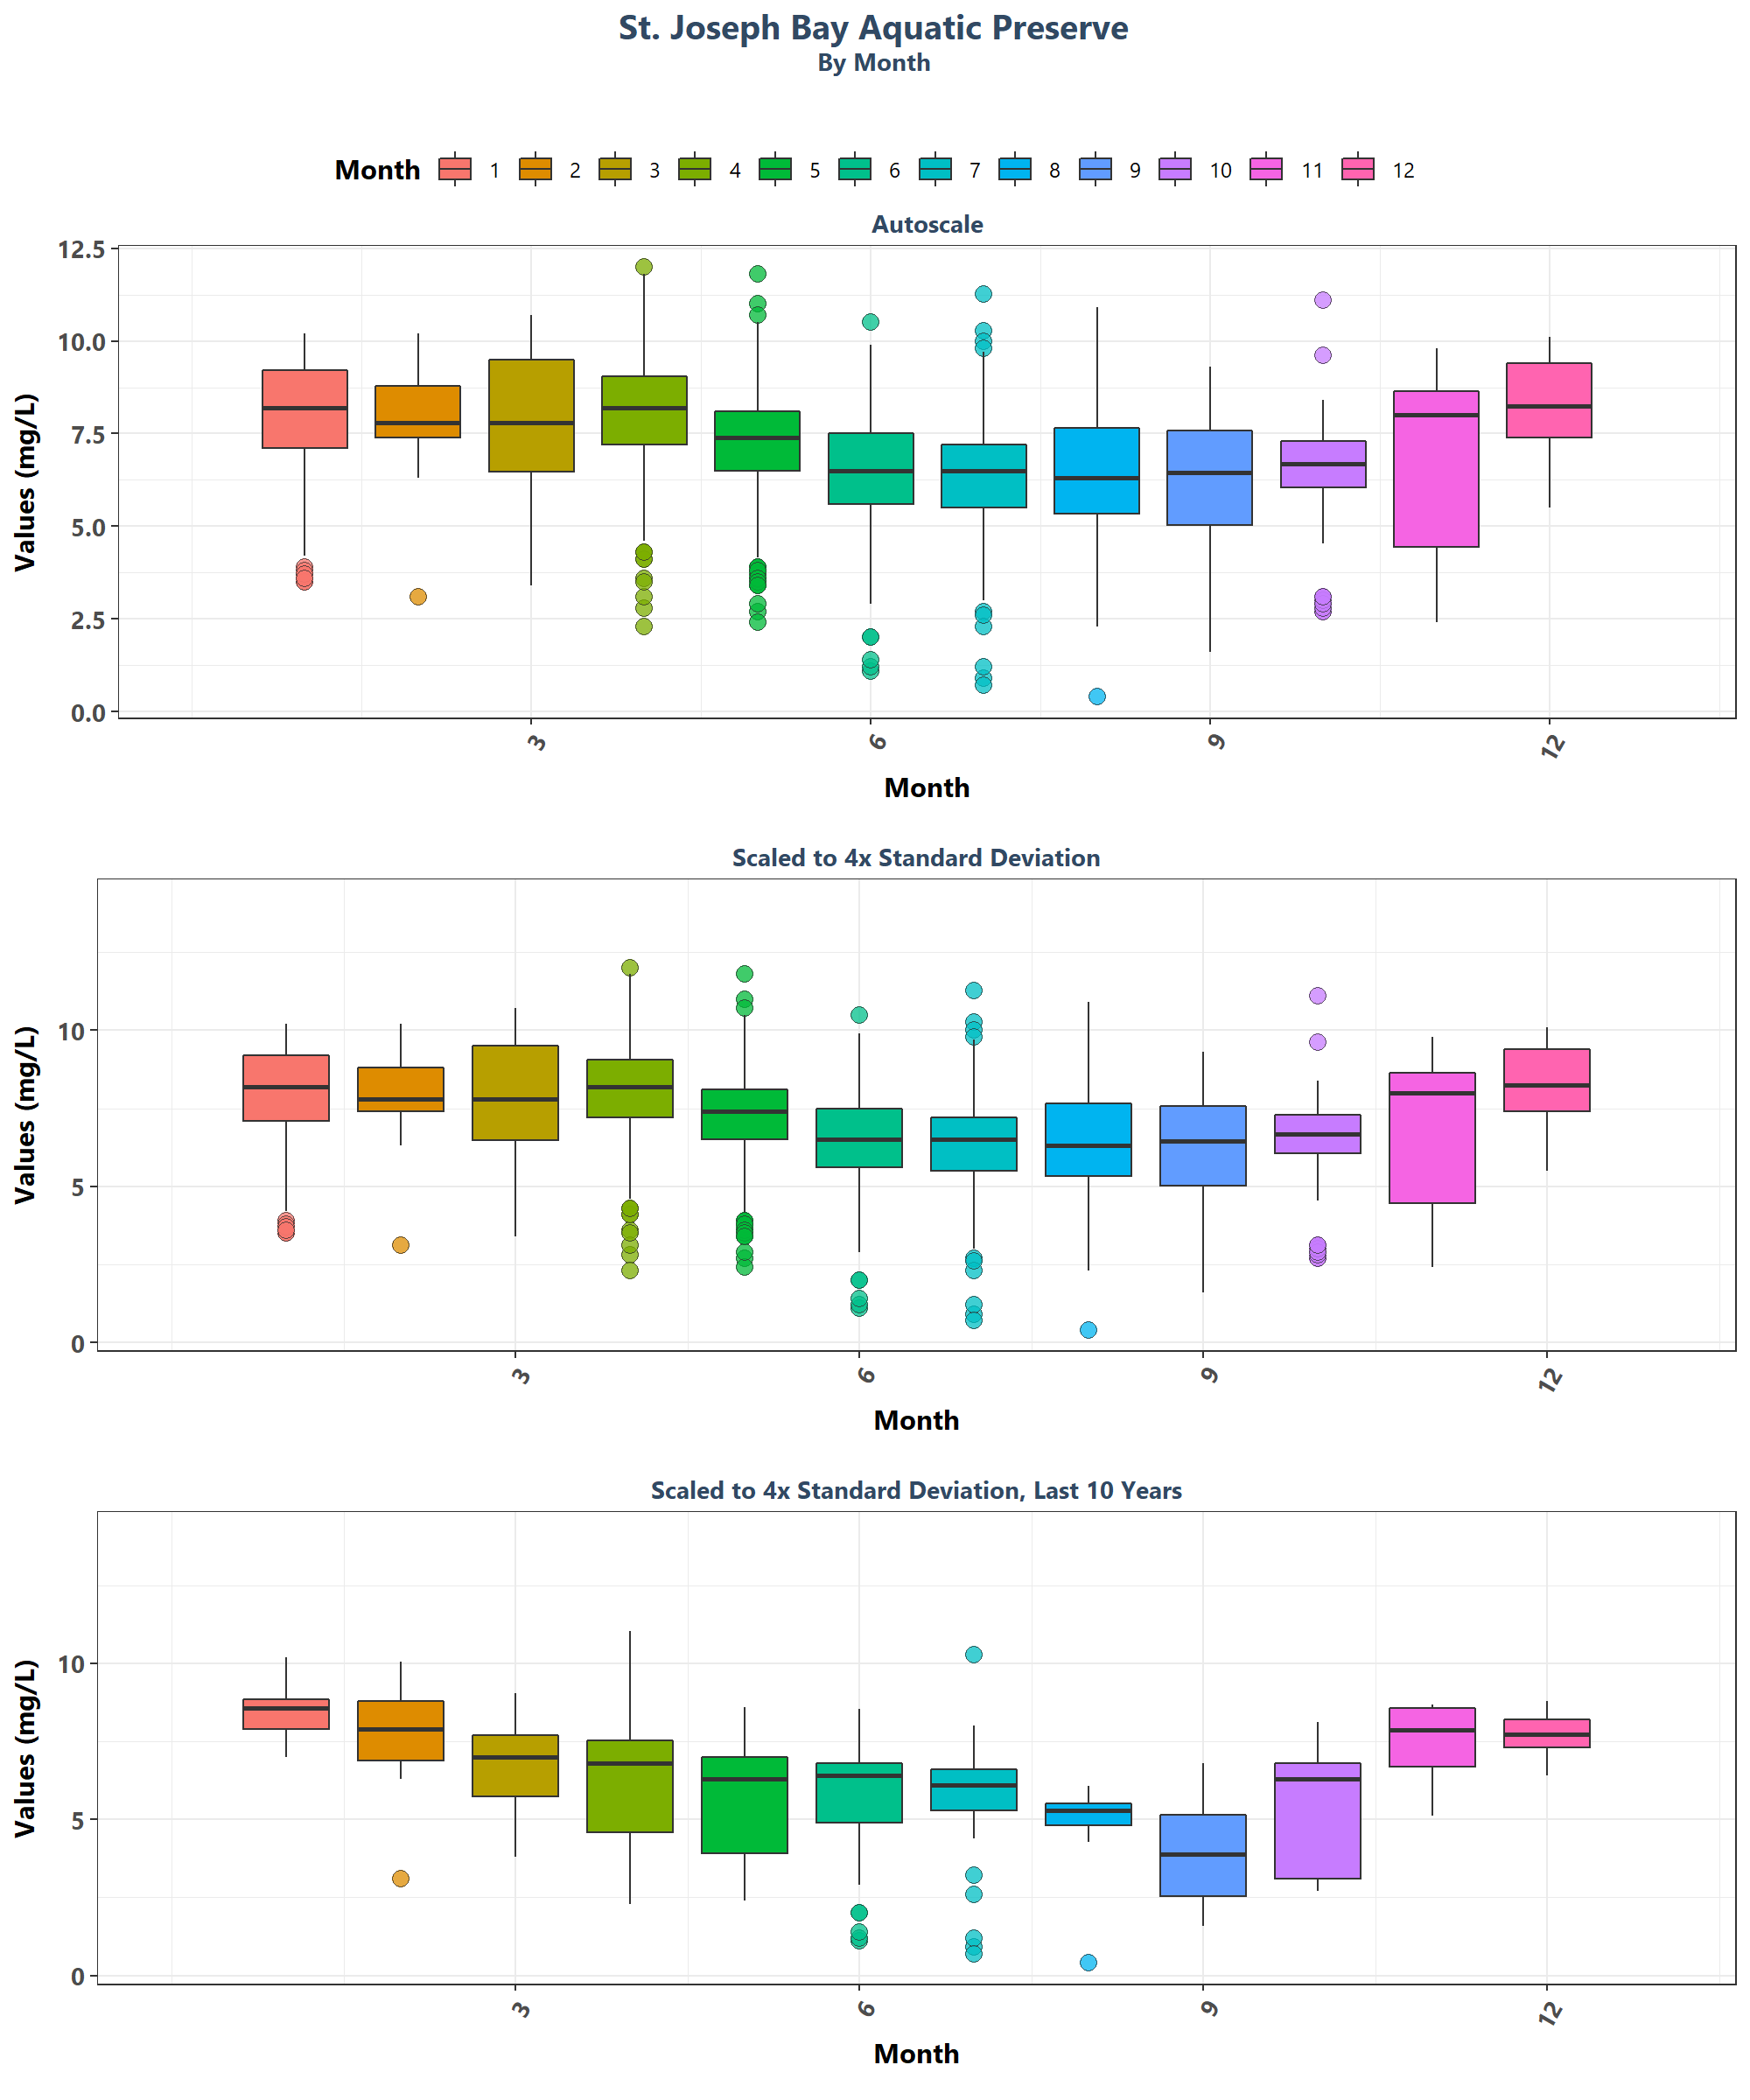 St. Joseph Bay Aquatic Preserve
By Month
Month 1 2 3 4 5 6 7 8 9 10 11 12
Autoscale
Values (mg/L)
12.5
10.0
7.5
5.0
2.5
0.0
3 6 9 12
Month
Scaled to 4x Standard Deviation
Values (mg/L)
10
5
0
3 6 9 12
Month
Scaled to 4x Standard Deviation, Last 10 Years
Values (mg/L)
10
5
0
3 6 9 12
Month